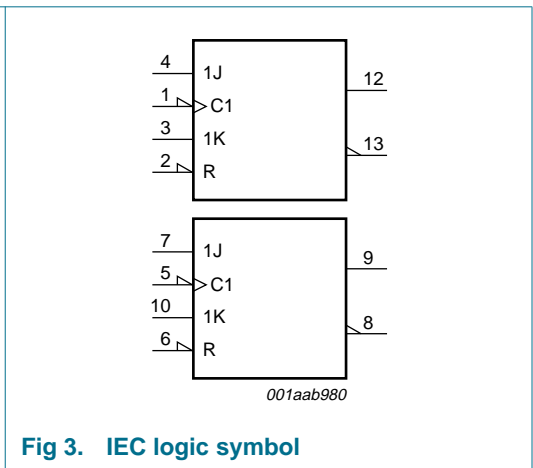 4 1J 12
1 C1
3 1K 13
2 R
7 1J 9
5 C1
10 1K 8
6 R
001aab980
Fig 3. IEC logic symbol